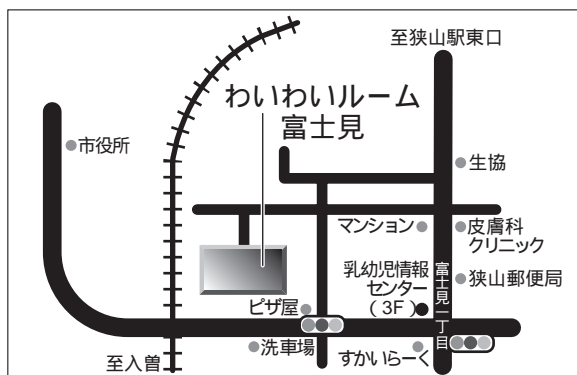 至狭山駅東口
わいわいルーム
富士見
市役所
生協
マンション
皮膚科
クリニック
乳幼児情報
センター
(3F)
富士見一丁目
狭山郵便局
ピザ屋
洗車場
すかいらーく
至入曽